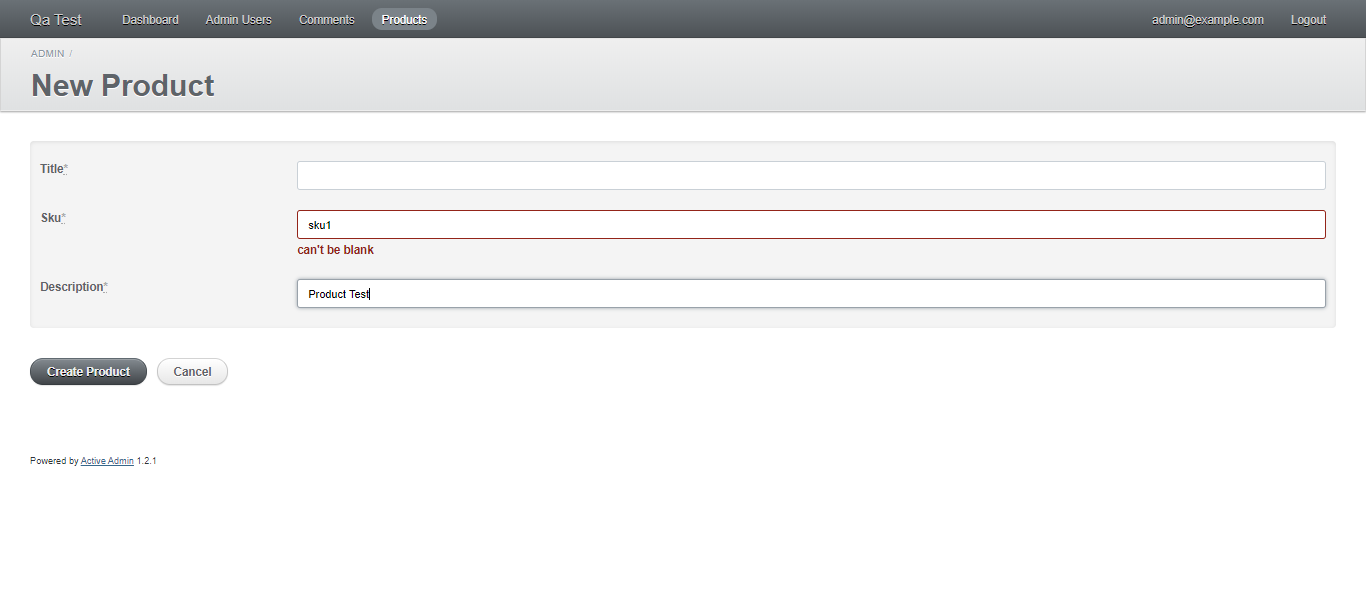 Qa Test Dashboard Admin Users Comments Products admin@example.com Logout
ADMIN /
New Product
Title*
Sku* sku1
can't be blank
Description* Product Test
Create Product Cancel
Powered by Active Admin 1.2.1